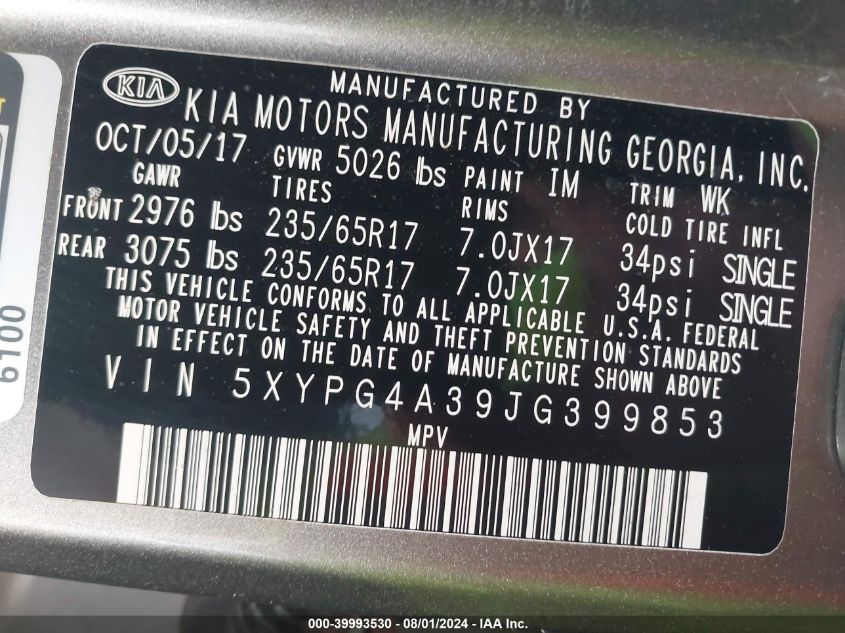 KIA
MANUFACTURED BY
KIA MOTORS MANUFACTURING GEORGIA, INC.
OCT/05/17 GVWR 5026 lbs PAINT IM TRIM WK
GAWR TIRES RIMS COLD TIRE INFL
FRONT 2976 lbs 235/65R17 7.0JX17 34psi SINGLE
REAR 3075 lbs 235/65R17 7.0JX17 34psi SINGLE
THIS VEHICLE CONFORMS TO ALL APPLICABLE U.S.A. FEDERAL
MOTOR VEHICLE SAFETY AND THEFT PREVENTION STANDARDS
IN EFFECT ON THE DATE OF MANUFACTURE SHOWN ABOVE
VIN 5XYPG4A39JG399853
MPV
6100
000-39993530 - 08/01/2024 - IAA Inc.